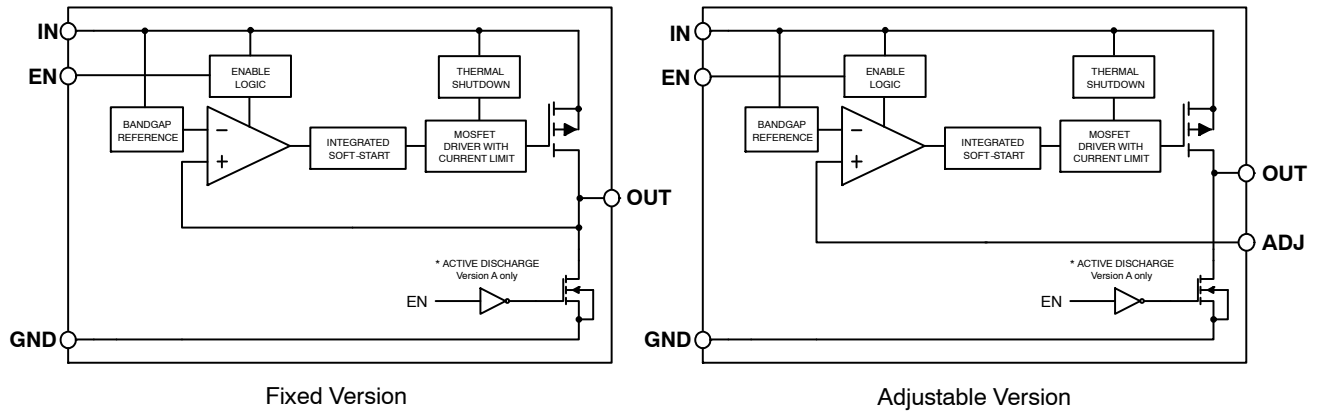 IN
EN
ENABLE
LOGIC
THERMAL
SHUTDOWN
BANDGAP
REFERENCE
−
+
INTEGRATED
SOFT-START
MOSFET
DRIVER WITH
CURRENT LIMIT
OUT
* ACTIVE DISCHARGE
Version A only
EN
GND
Fixed Version
IN
EN
ENABLE
LOGIC
THERMAL
SHUTDOWN
BANDGAP
REFERENCE
−
+
INTEGRATED
SOFT-START
MOSFET
DRIVER WITH
CURRENT LIMIT
OUT
ADJ
* ACTIVE DISCHARGE
Version A only
EN
GND
Adjustable Version